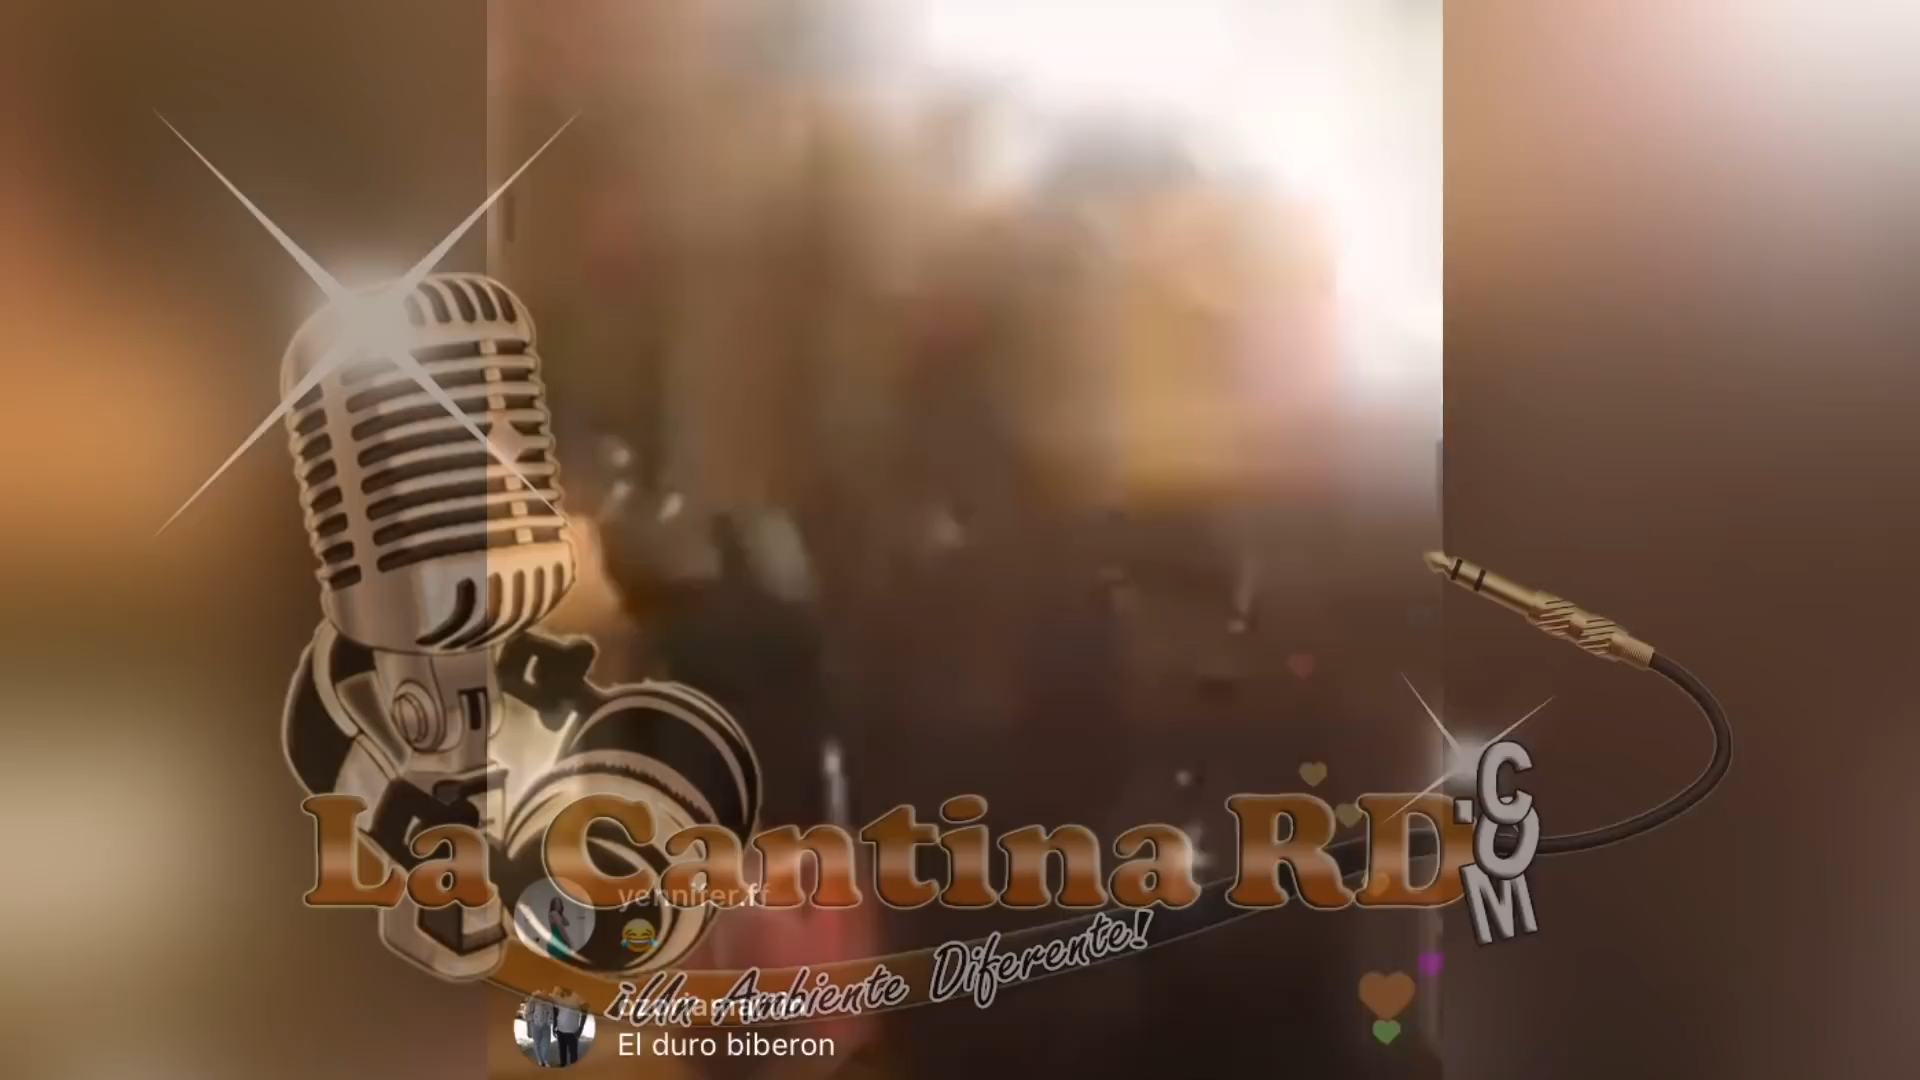 La Cantina RD
.COM
yennifer.ff
😂
¡Un Ambiente Diferente!
El duro biberon